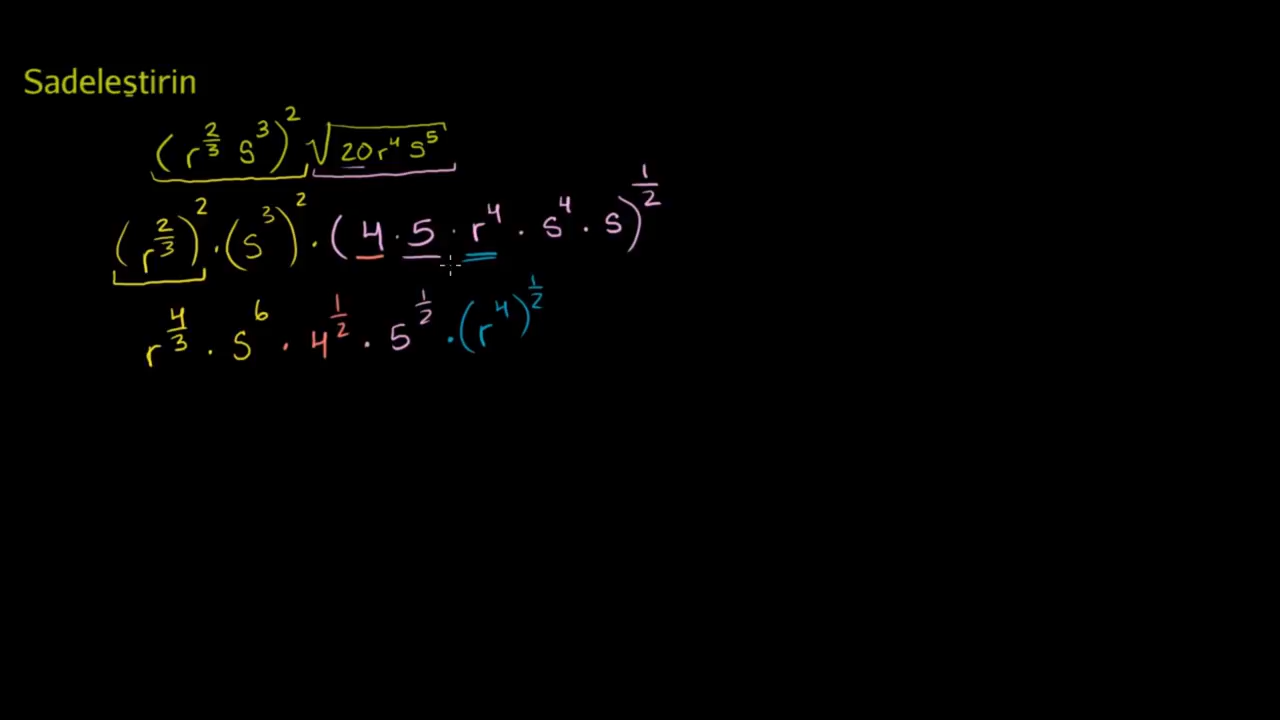 Sadeleştirin
(r^{2/3} s^3)^2 √(20r^4 s^5)
(r^{2/3})^2 · (s^3)^2 · (4 · 5 · r^4 · s^4 · s)^{1/2}
r^{4/3} · s^6 · 4^{1/2} · 5^{1/2} · (r^4)^{1/2}